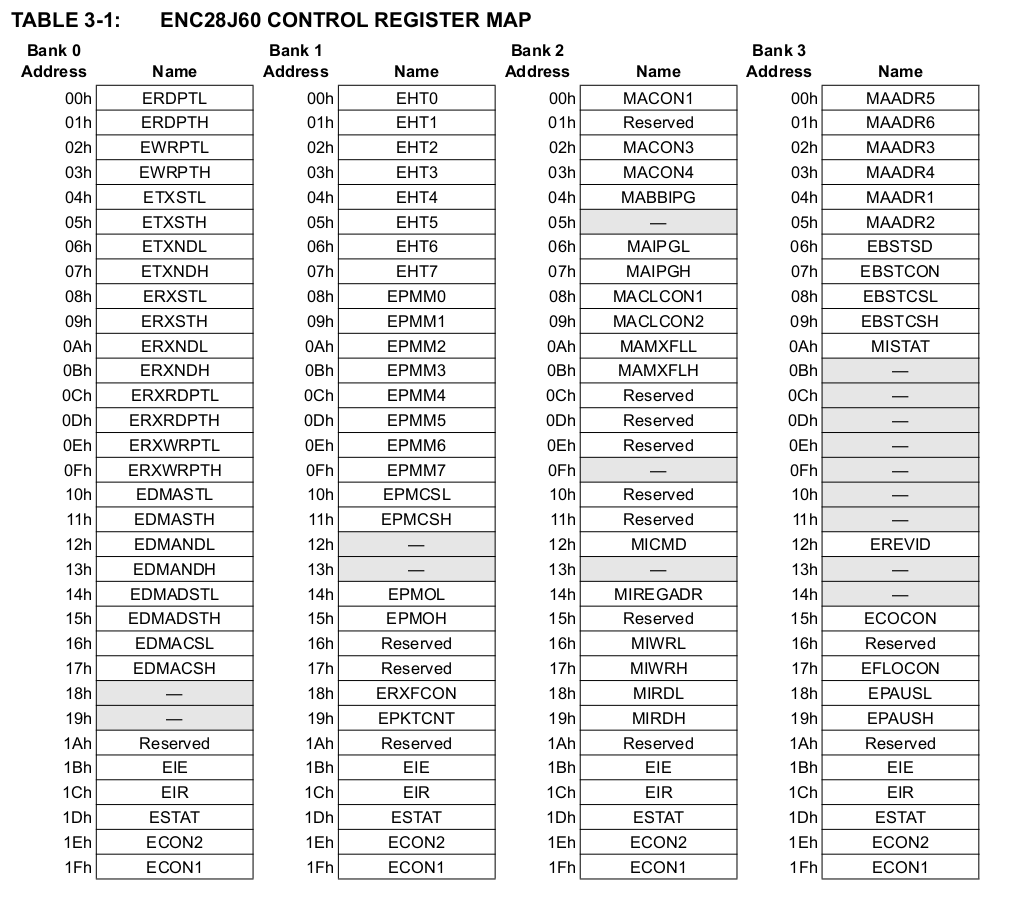 TABLE 3-1: ENC28J60 CONTROL REGISTER MAP
Bank 0 Bank 1 Bank 2 Bank 3
Address Name Address Name Address Name Address Name
00h ERDPTL 00h EHT0 00h MACON1 00h MAADR5
01h ERDPTH 01h EHT1 01h Reserved 01h MAADR6
02h EWRPTL 02h EHT2 02h MACON3 02h MAADR3
03h EWRPTH 03h EHT3 03h MACON4 03h MAADR4
04h ETXSTL 04h EHT4 04h MABBIPG 04h MAADR1
05h ETXSTH 05h EHT5 05h — 05h MAADR2
06h ETXNDL 06h EHT6 06h MAIPGL 06h EBSTSD
07h ETXNDH 07h EHT7 07h MAIPGH 07h EBSTCON
08h ERXSTL 08h EPMM0 08h MACLCON1 08h EBSTCSL
09h ERXSTH 09h EPMM1 09h MACLCON2 09h EBSTCSH
0Ah ERXNDL 0Ah EPMM2 0Ah MAMXFLL 0Ah MISTAT
0Bh ERXNDH 0Bh EPMM3 0Bh MAMXFLH 0Bh —
0Ch ERXRDPTL 0Ch EPMM4 0Ch Reserved 0Ch —
0Dh ERXRDPTH 0Dh EPMM5 0Dh Reserved 0Dh —
0Eh ERXWRPTL 0Eh EPMM6 0Eh Reserved 0Eh —
0Fh ERXWRPTH 0Fh EPMM7 0Fh — 0Fh —
10h EDMASTL 10h EPMCSL 10h Reserved 10h —
11h EDMASTH 11h EPMCSH 11h Reserved 11h —
12h EDMANDL 12h — 12h MICMD 12h EREVID
13h EDMANDH 13h — 13h — 13h —
14h EDMADSTL 14h EPMOL 14h MIREGADR 14h —
15h EDMADSTH 15h EPMOH 15h Reserved 15h ECOCON
16h EDMACSL 16h Reserved 16h MIWRL 16h Reserved
17h EDMACSH 17h Reserved 17h MIWRH 17h EFLOCON
18h — 18h ERXFCON 18h MIRDL 18h EPAUSL
19h — 19h EPKTCNT 19h MIRDH 19h EPAUSH
1Ah Reserved 1Ah Reserved 1Ah Reserved 1Ah Reserved
1Bh EIE 1Bh EIE 1Bh EIE 1Bh EIE
1Ch EIR 1Ch EIR 1Ch EIR 1Ch EIR
1Dh ESTAT 1Dh ESTAT 1Dh ESTAT 1Dh ESTAT
1Eh ECON2 1Eh ECON2 1Eh ECON2 1Eh ECON2
1Fh ECON1 1Fh ECON1 1Fh ECON1 1Fh ECON1